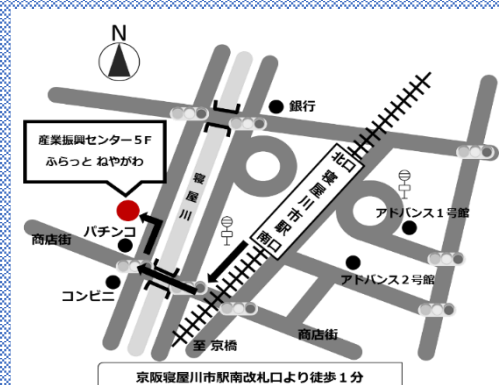 N
銀行
産業振興センター５Ｆ
ふらっと ねやがわ
寝屋川
北口
寝屋川市駅
南口
アドバンス１号館
パチンコ
商店街
コンビニ
アドバンス２号館
商店街
至 京橋
京阪寝屋川市駅南改札口より徒歩１分